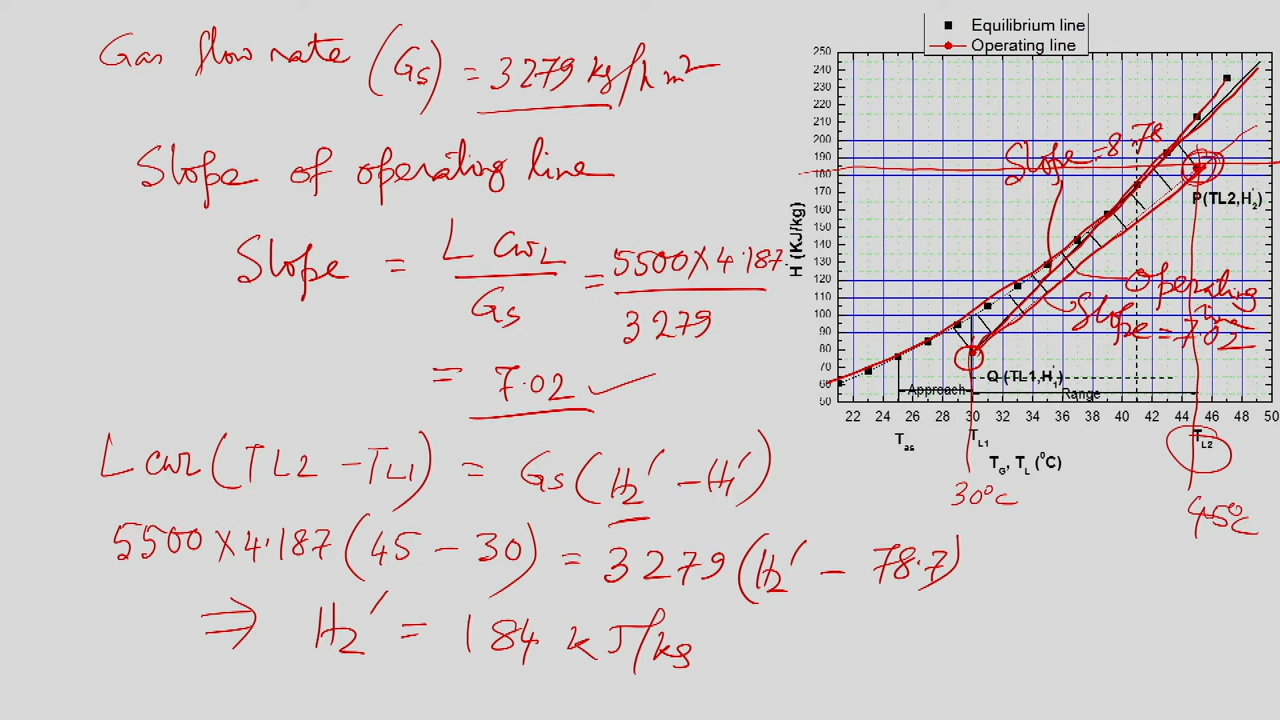 Gas flow rate (Gs) = 3279 kg/h m²
Slope of operating line
Slope = L CwL / Gs = 5500×4.187 / 3279
= 7.02 ✓
L cw (TL2 - TL1) = Gs (H2' - H1')
5500×4.187 (45 - 30) = 3279 (H2' - 78.7)
⇒ H2' = 184 kJ/kg
Equilibrium line
Operating line
250
240
230
220
210
200
190
180
170
160
150
140
130
120
110
100
90
80
70
60
50
H' (KJ/kg)
Slope = 8.78
P(TL2,H'2)
Operating
line
Slope = 7.02
Q (TL1,H'1)
Approach
Range
22 24 26 28 30 32 34 36 38 40 42 44 46 48 50
Tas TL1 TL2
TG, TL (0C)
30°C
45°C